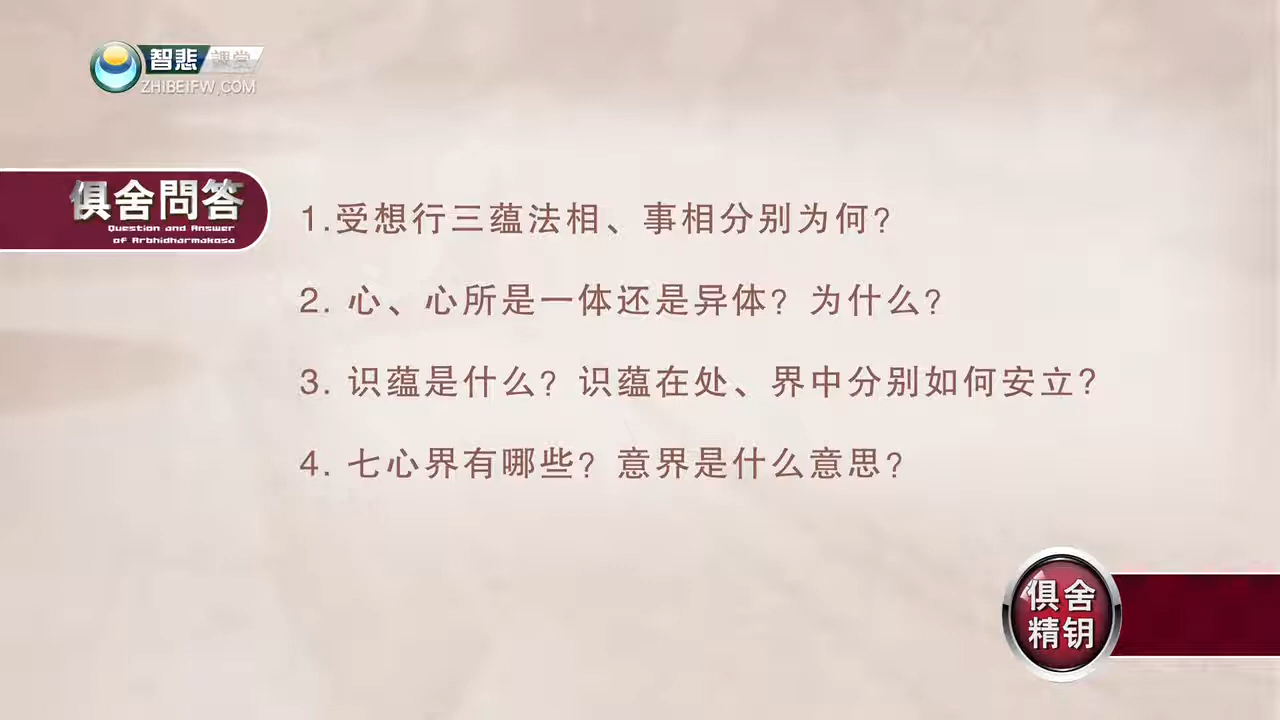 智悲課堂
ZHIBEIFW.COM
俱舍問答
Question and Answer
of Arbhidharmakosa
1.受想行三蕴法相、事相分别为何?
2. 心、心所是一体还是异体? 为什么?
3. 识蕴是什么? 识蕴在处、界中分别如何安立?
4. 七心界有哪些? 意界是什么意思?
俱舍
精钥